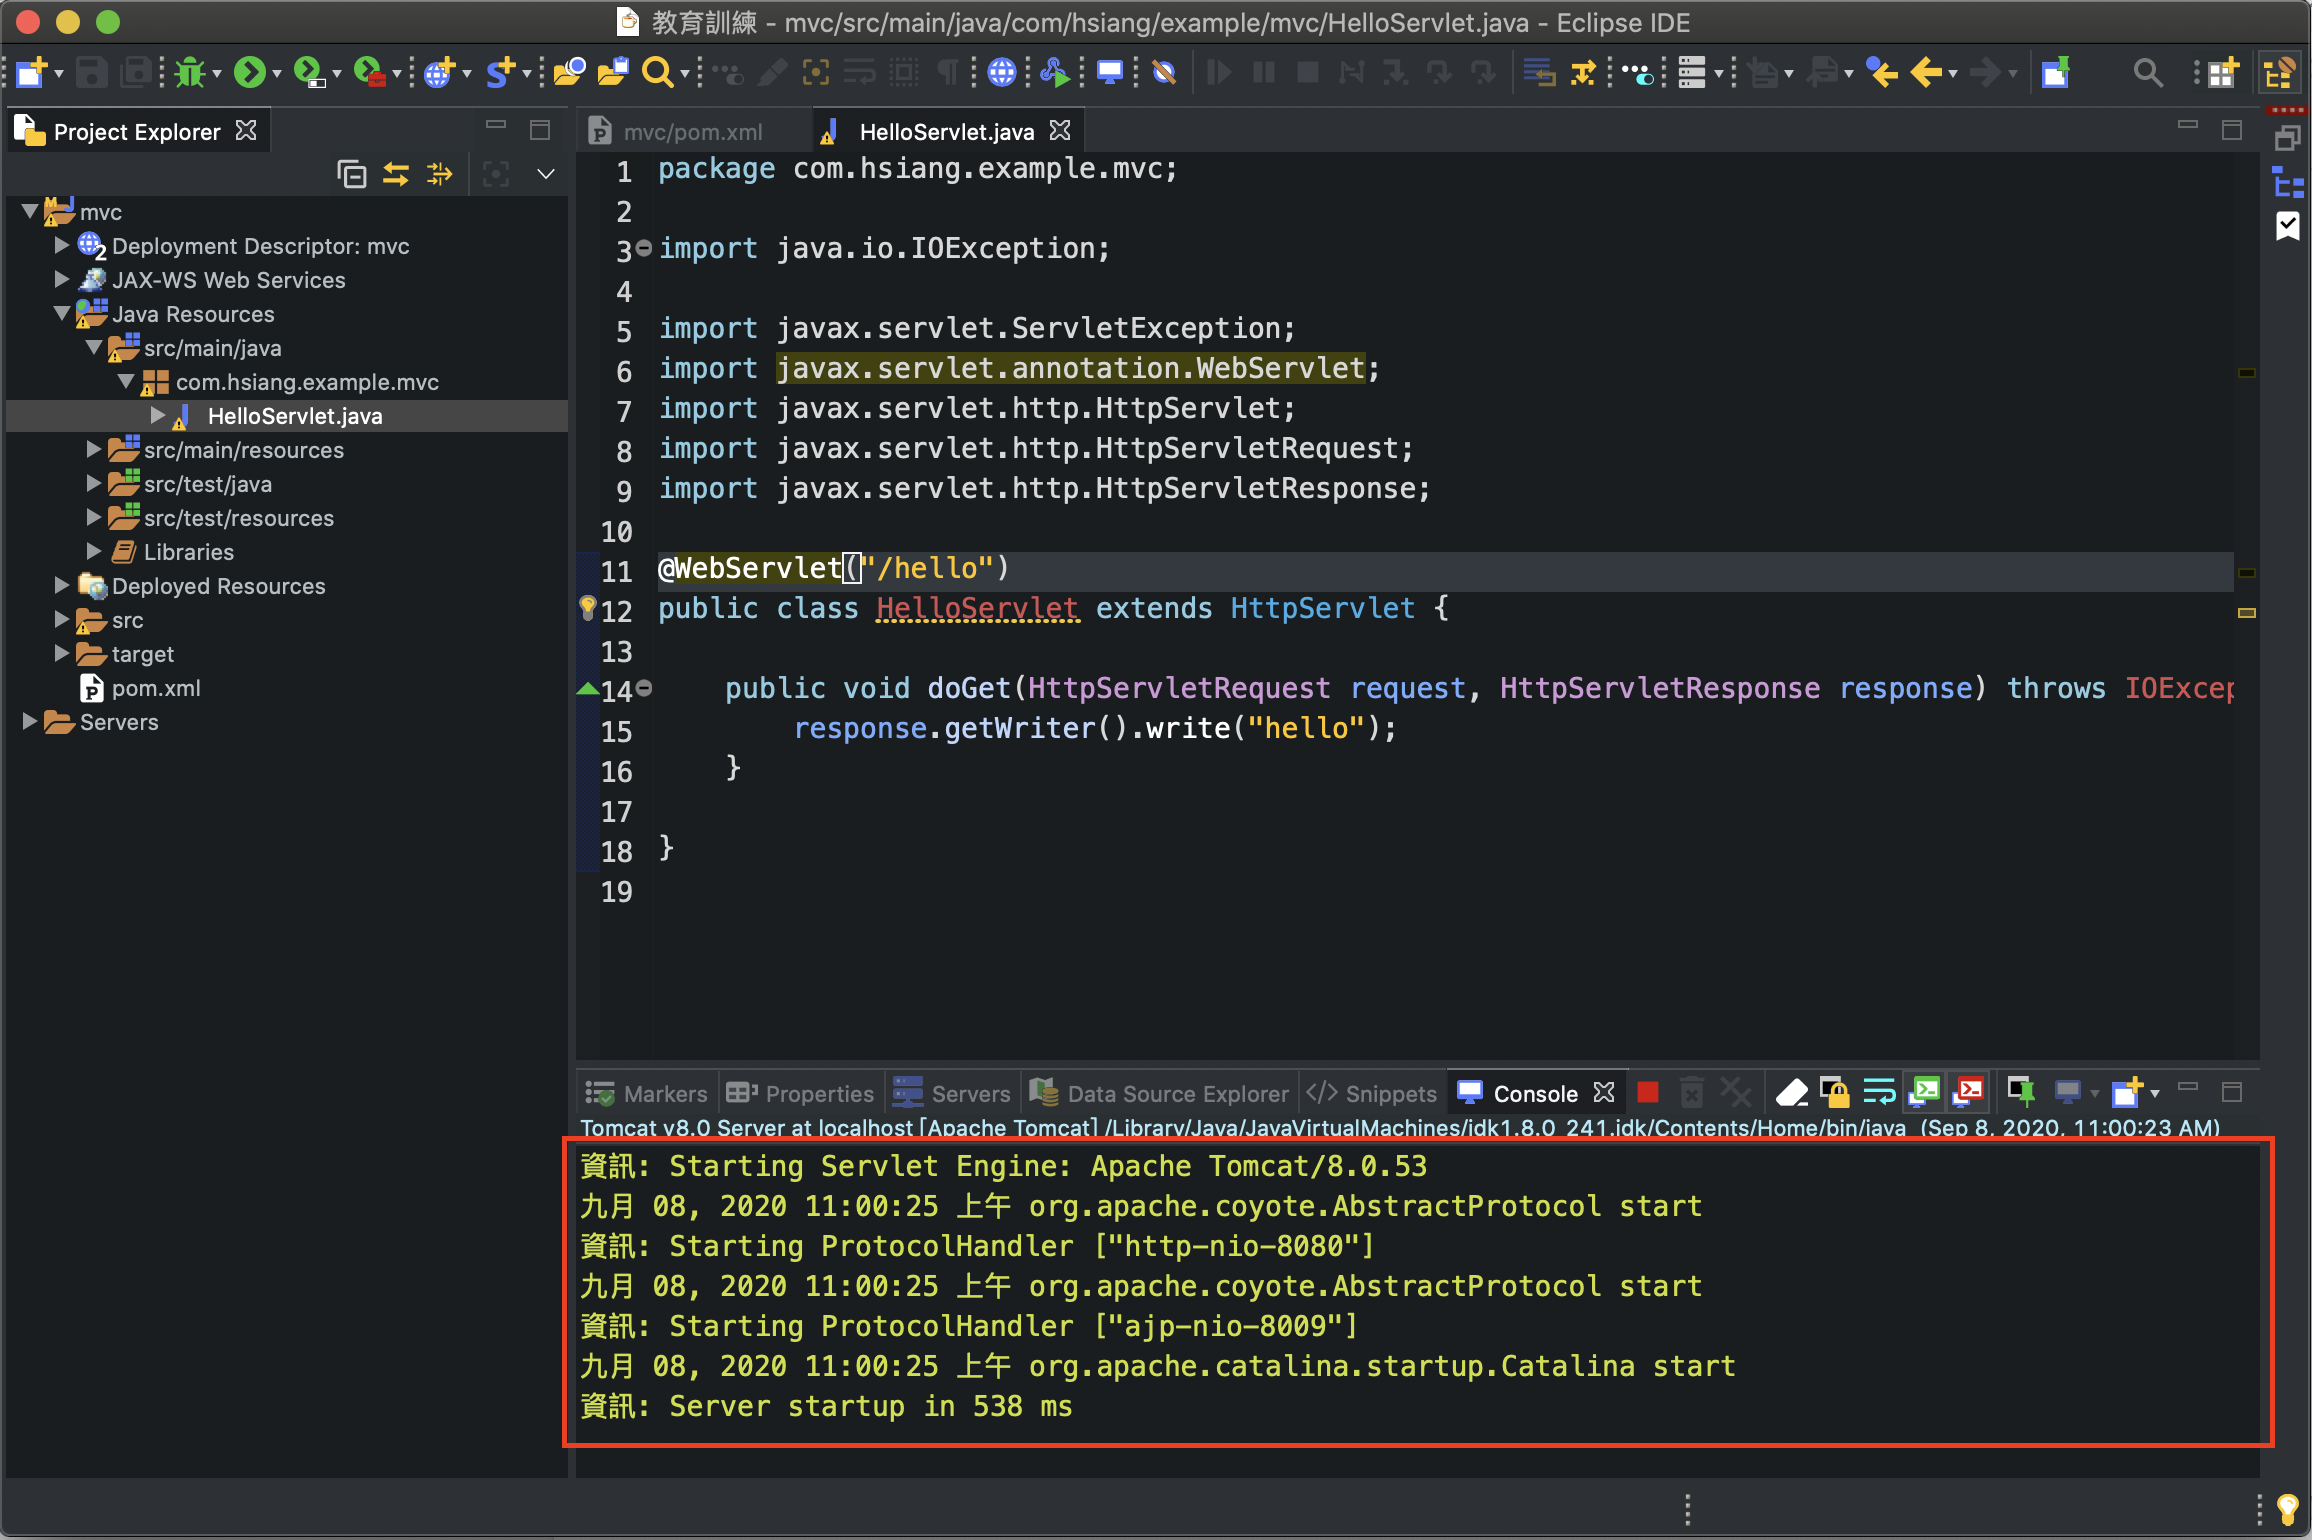 教育訓練 - mvc/src/main/java/com/hsiang/example/mvc/HelloServlet.java - Eclipse IDE
Project Explorer
mvc
Deployment Descriptor: mvc
JAX-WS Web Services
Java Resources
src/main/java
com.hsiang.example.mvc
HelloServlet.java
src/main/resources
src/test/java
src/test/resources
Libraries
Deployed Resources
src
target
pom.xml
Servers
mvc/pom.xml
HelloServlet.java
1 package com.hsiang.example.mvc;
2
3 import java.io.IOException;
4
5 import javax.servlet.ServletException;
6 import javax.servlet.annotation.WebServlet;
7 import javax.servlet.http.HttpServlet;
8 import javax.servlet.http.HttpServletRequest;
9 import javax.servlet.http.HttpServletResponse;
10
11 @WebServlet("/hello")
12 public class HelloServlet extends HttpServlet {
13
14 public void doGet(HttpServletRequest request, HttpServletResponse response) throws IOExcep
15 response.getWriter().write("hello");
16 }
17
18 }
19
Markers
Properties
Servers
Data Source Explorer
Snippets
Console
Tomcat v8.0 Server at localhost [Apache Tomcat] /Library/Java/JavaVirtualMachines/jdk1.8.0_241.jdk/Contents/Home/bin/java (Sep 8, 2020, 11:00:23 AM)
資訊: Starting Servlet Engine: Apache Tomcat/8.0.53
九月 08, 2020 11:00:25 上午 org.apache.coyote.AbstractProtocol start
資訊: Starting ProtocolHandler ["http-nio-8080"]
九月 08, 2020 11:00:25 上午 org.apache.coyote.AbstractProtocol start
資訊: Starting ProtocolHandler ["ajp-nio-8009"]
九月 08, 2020 11:00:25 上午 org.apache.catalina.startup.Catalina start
資訊: Server startup in 538 ms